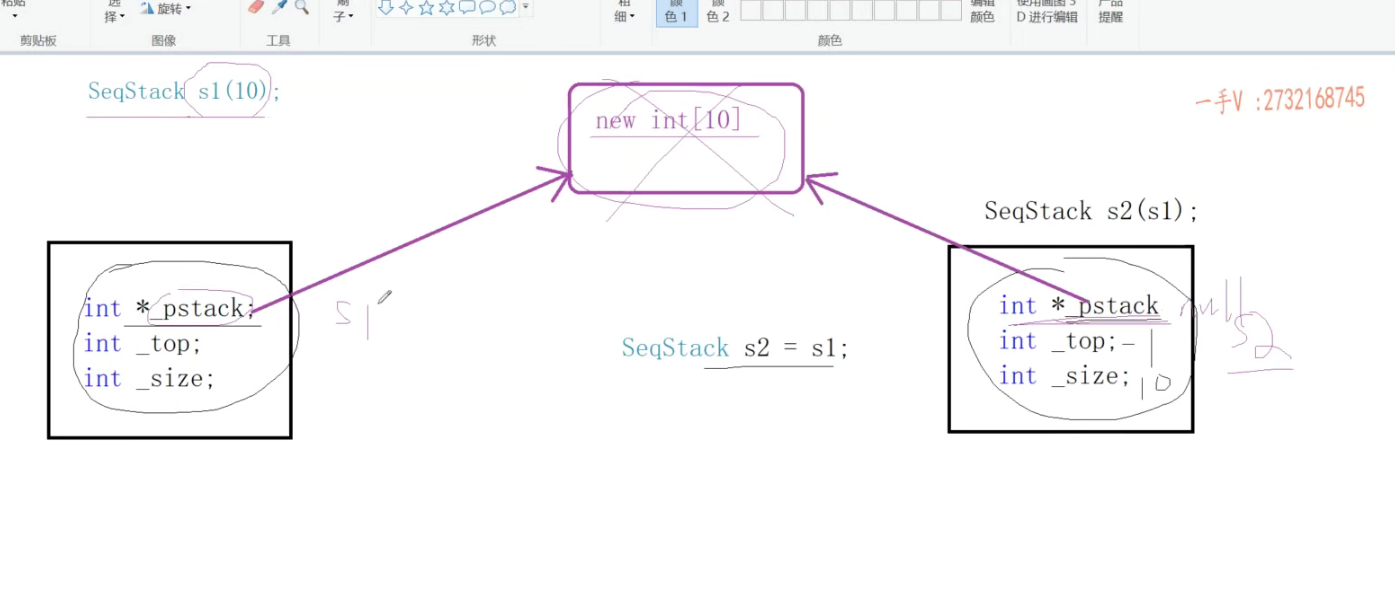 粘贴
选
择
旋转
刷
子
粗
细
颜
色 1
颜
色 2
编辑
颜色
使用画图 3
D 进行编辑
产品
提醒
剪贴板
图像
工具
形状
颜色
SeqStack s1(10);
new int[10]
一手V :2732168745
SeqStack s2(s1);
int *_pstack;
int _top;
int _size;
s1
SeqStack s2 = s1;
int *_pstack null
int _top; -1
int _size; 10
s2